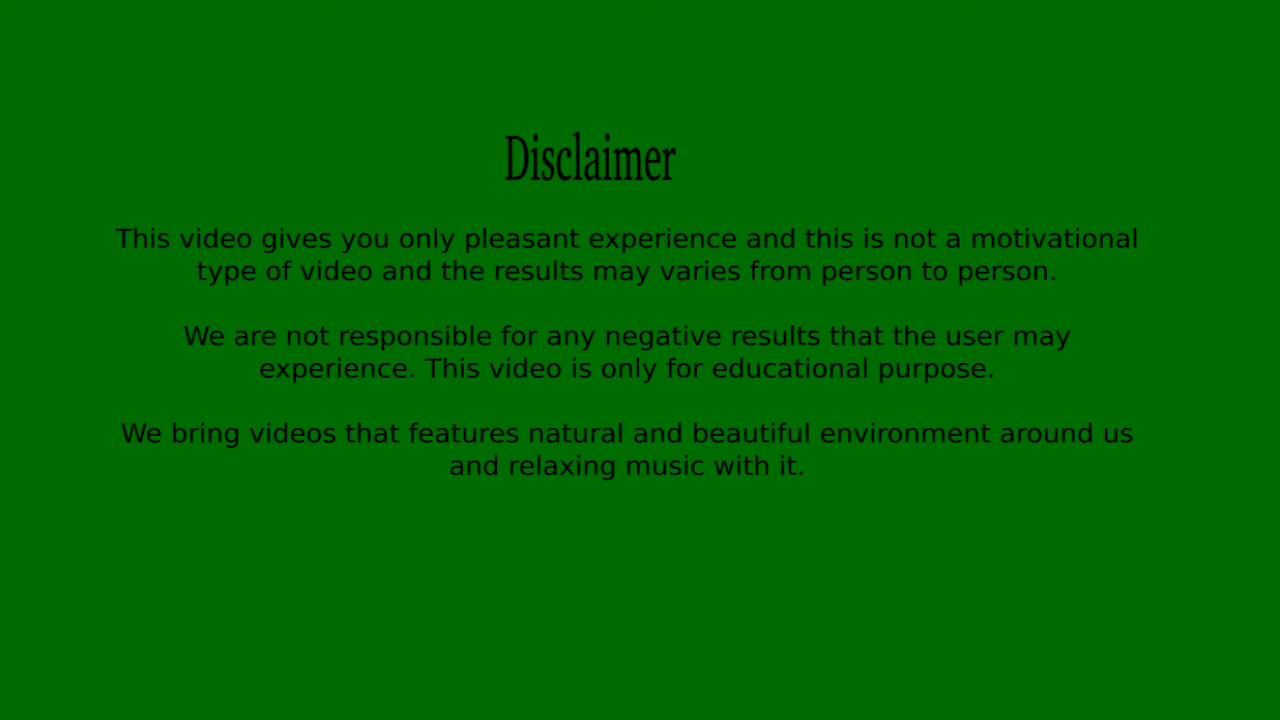 Disclaimer
This video gives you only pleasant experience and this is not a motivational
type of video and the results may varies from person to person.
We are not responsible for any negative results that the user may
experience. This video is only for educational purpose.
We bring videos that features natural and beautiful environment around us
and relaxing music with it.